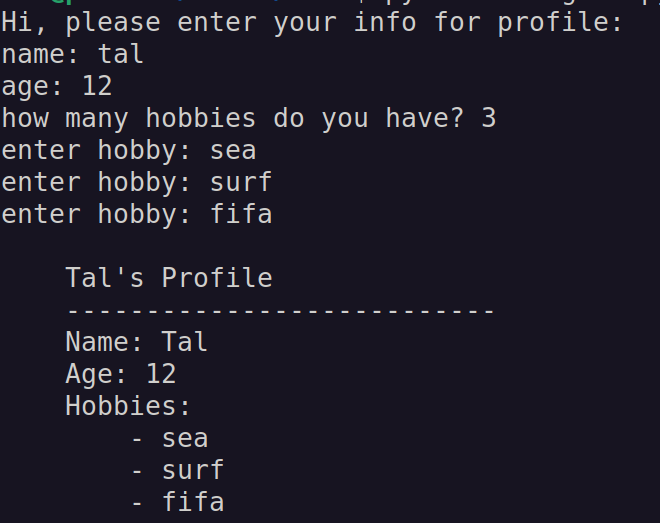 Hi, please enter your info for profile:
name: tal
age: 12
how many hobbies do you have? 3
enter hobby: sea
enter hobby: surf
enter hobby: fifa
Tal's Profile
---------------------------
Name: Tal
Age: 12
Hobbies:
- sea
- surf
- fifa